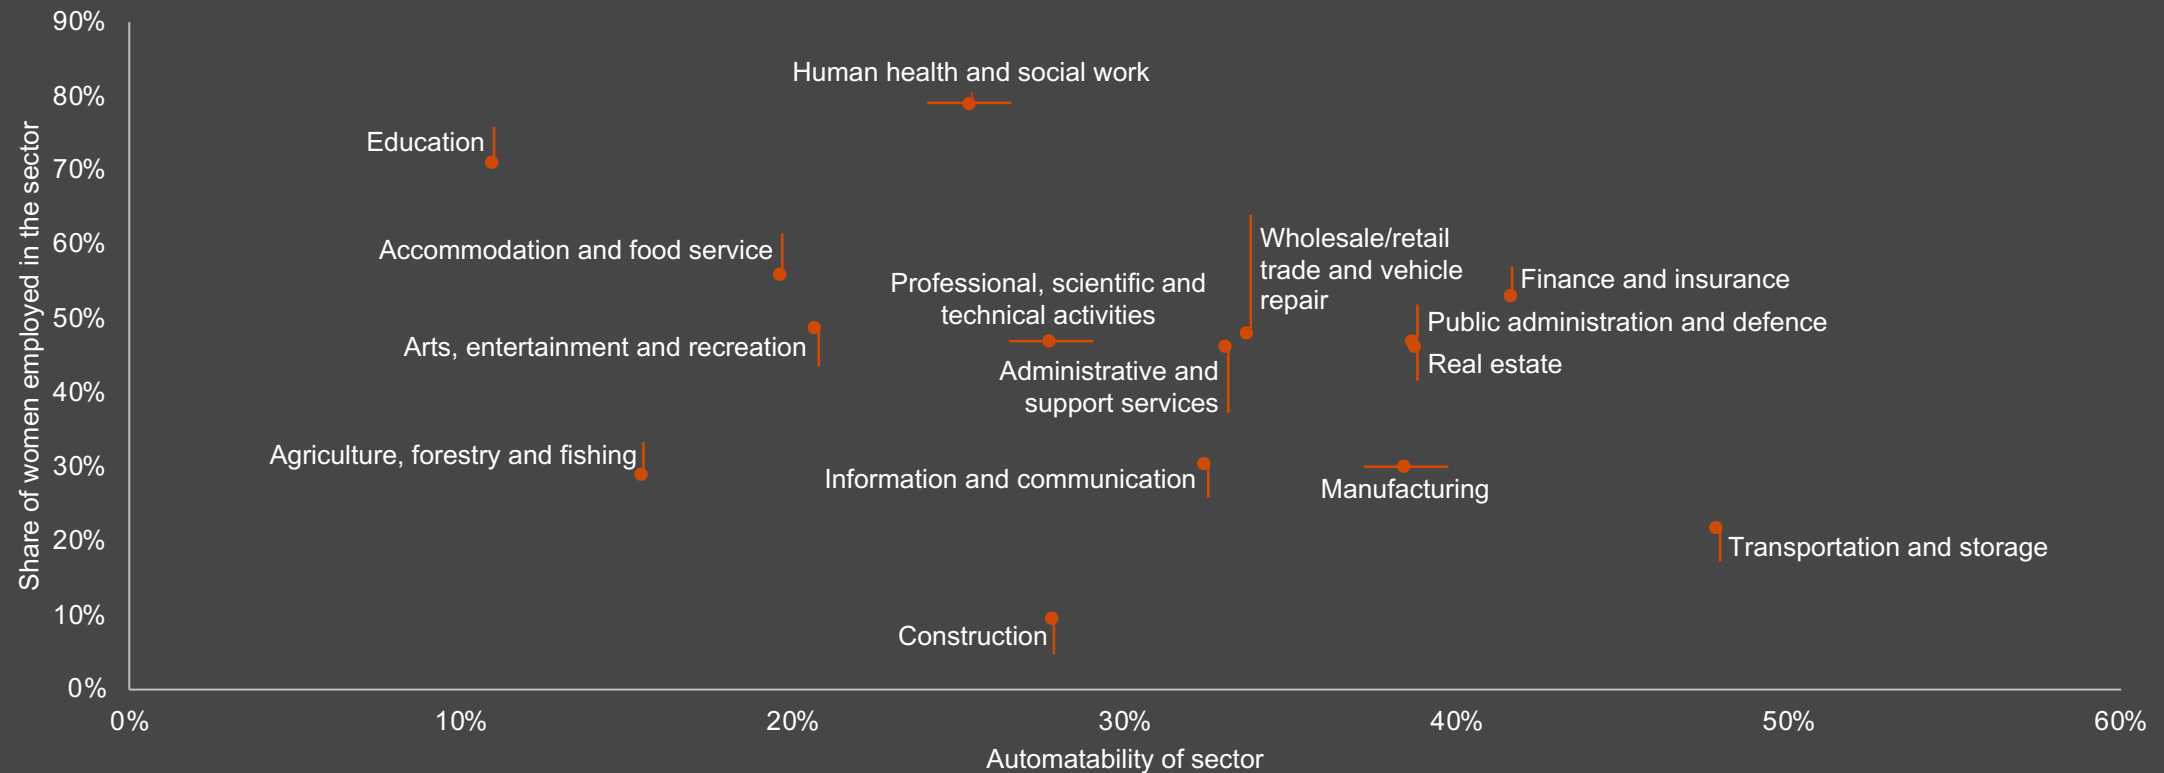 90%
Human health and social work
80%
Education
70%
Wholesale/retail
60%
Accommodation and food service
trade and vehicle
Professional, scientific and
Finance and insurance
repair
technical activities
50%
Public administration and defence
Arts, entertainment and recreation
Administrative and
Real estate
40%
support services
Agriculture, forestry and fishing
30%
Information and communication
Manufacturing
20%
Transportation and storage
10%
Construction
0%
Share of women employed in the sector
0%
10%
20%
30%
40%
50%
60%
Automatability of sector